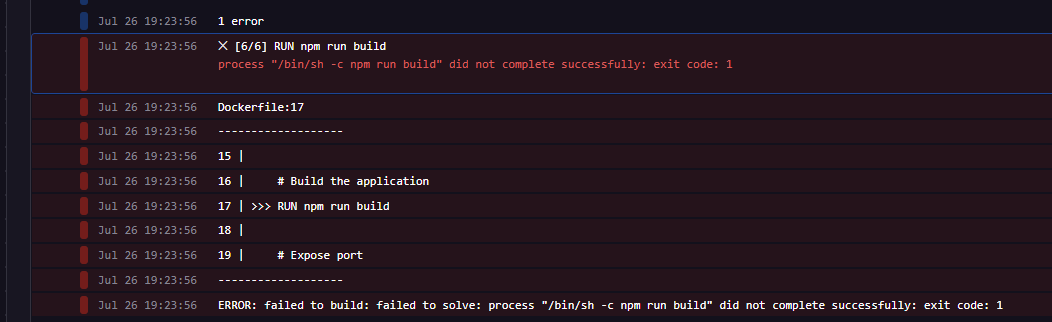 Jul 26 19:23:56 1 error
Jul 26 19:23:56 ✕ [6/6] RUN npm run build
process "/bin/sh -c npm run build" did not complete successfully: exit code: 1
Jul 26 19:23:56 Dockerfile:17
Jul 26 19:23:56 -------------------
Jul 26 19:23:56 15 |
Jul 26 19:23:56 16 |     # Build the application
Jul 26 19:23:56 17 | >>> RUN npm run build
Jul 26 19:23:56 18 |
Jul 26 19:23:56 19 |     # Expose port
Jul 26 19:23:56 -------------------
Jul 26 19:23:56 ERROR: failed to build: failed to solve: process "/bin/sh -c npm run build" did not complete successfully: exit code: 1